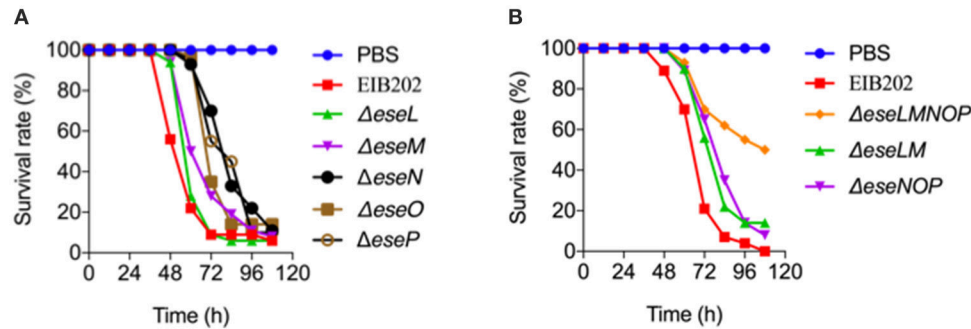 A
Survival rate (%)
100
80
60
40
20
0
0 24 48 72 96 120
Time (h)
PBS
EIB202
ΔeseL
ΔeseM
ΔeseN
ΔeseO
ΔeseP
B
Survival rate (%)
100
80
60
40
20
0
0 24 48 72 96 120
Time (h)
PBS
EIB202
ΔeseLMNOP
ΔeseLM
ΔeseNOP